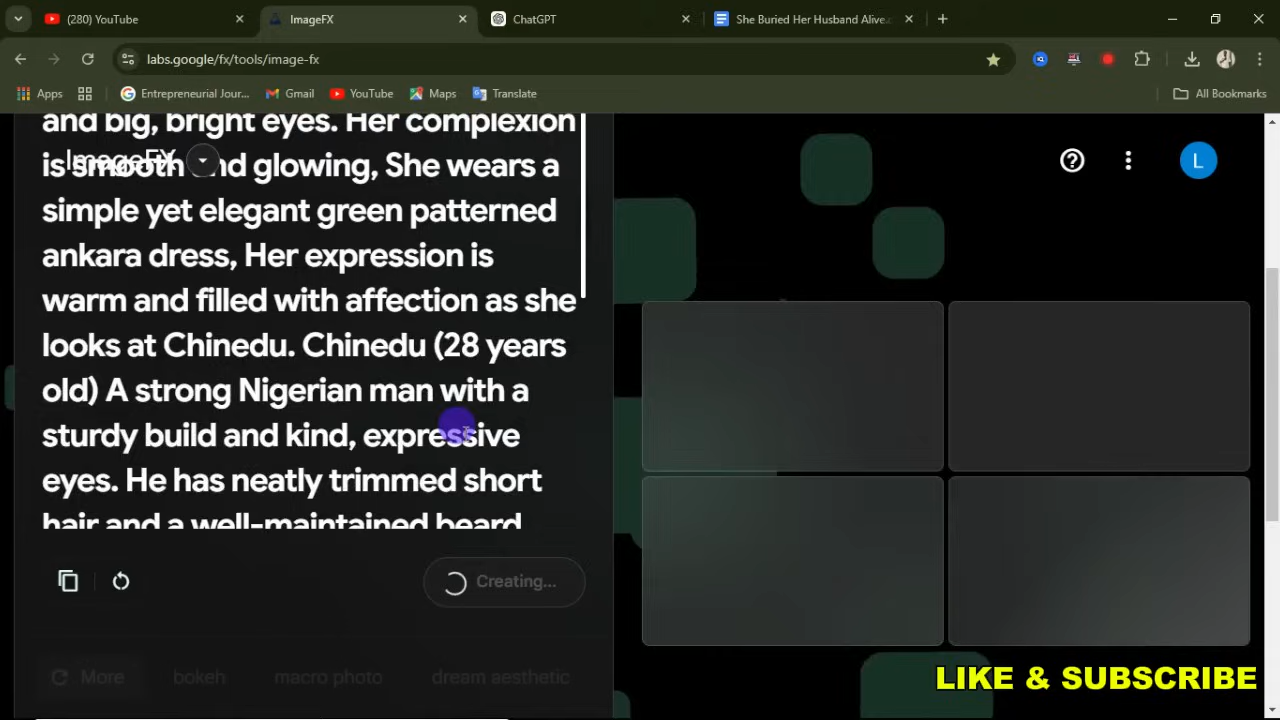 (280) YouTube
ImageFX
ChatGPT
She Buried Her Husband Alive.
labs.google/fx/tools/image-fx
Apps
Entrepreneurial Jour...
Gmail
YouTube
Maps
Translate
All Bookmarks
ImageFX
L
and big, bright eyes. Her complexion
is smooth and glowing, She wears a
simple yet elegant green patterned
ankara dress, Her expression is
warm and filled with affection as she
looks at Chinedu. Chinedu (28 years
old) A strong Nigerian man with a
sturdy build and kind, expressive
eyes. He has neatly trimmed short
hair and a well-maintained beard
Creating...
More
bokeh
macro photo
dream aesthetic
LIKE & SUBSCRIBE